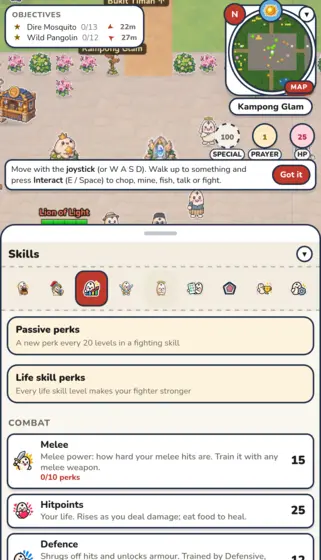 Bukit Timah
OBJECTIVES
★ Dire Mosquito 0/13 22m
★ Wild Pangolin 0/12 27m
Kampong Glam
N
MAP
Kampong Glam
100
1
25
SPECIAL
PRAYER
HP
Move with the joystick (or W A S D). Walk up to something and
press Interact (E / Space) to chop, mine, fish, talk or fight.
Got it
Lion of Light
Skills
Passive perks
A new perk every 20 levels in a fighting skill
Life skill perks
Every life skill level makes your fighter stronger
COMBAT
Melee
Melee power: how hard your melee hits are. Train it with any
melee weapon.
0/10 perks
15
Hitpoints
Your life. Rises as you deal damage; eat food to heal.
25
Defence
Shrugs off hits and unlocks armour. Trained by Defensive,